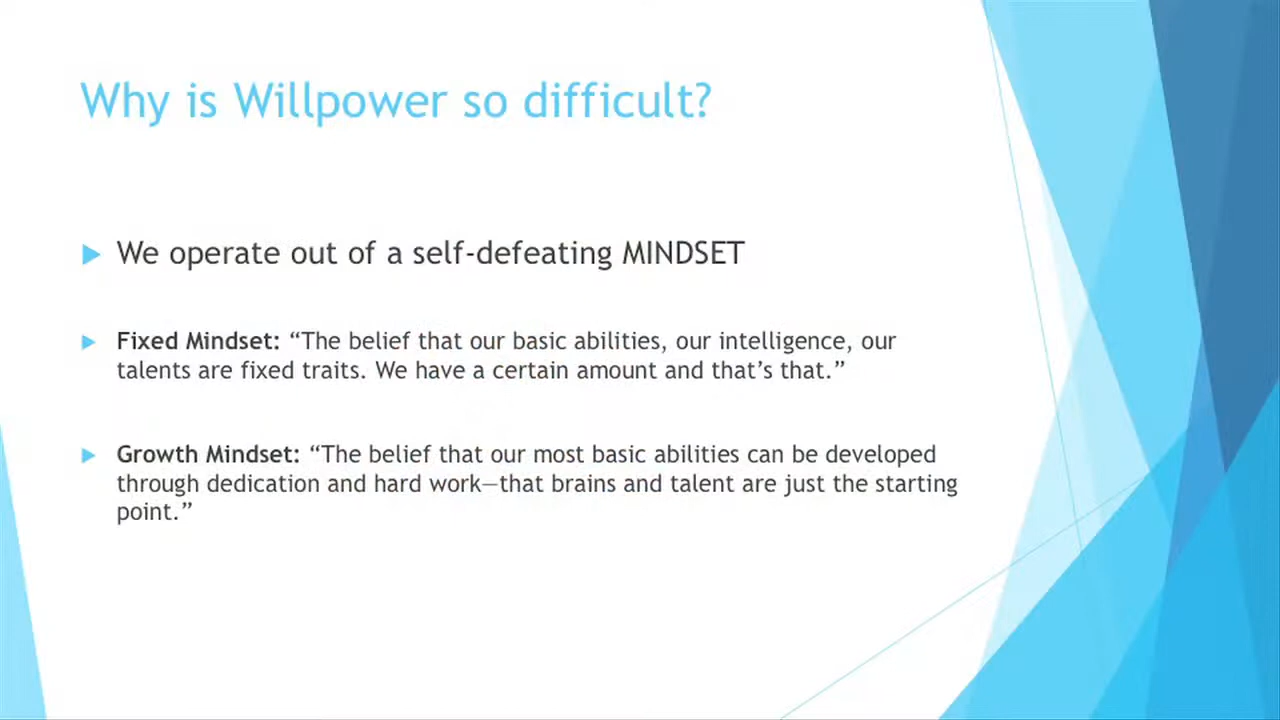 Why is Willpower so difficult?
We operate out of a self-defeating MINDSET
Fixed Mindset: “The belief that our basic abilities, our intelligence, our
talents are fixed traits. We have a certain amount and that’s that.”
Growth Mindset: “The belief that our most basic abilities can be developed
through dedication and hard work—that brains and talent are just the starting
point.”